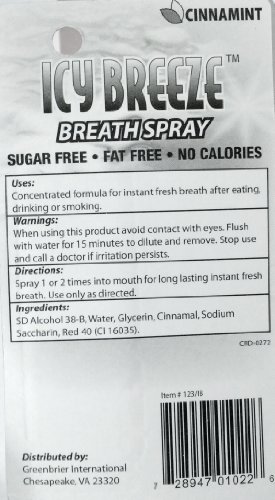 CINNAMINT
ICY BREEZE™
BREATH SPRAY
SUGAR FREE • FAT FREE • NO CALORIES
Uses:
Concentrated formula for instant fresh breath after eating,
drinking or smoking.
Warnings:
When using this product avoid contact with eyes. Flush
with water for 15 minutes to dilute and remove. Stop use
and call a doctor if irritation persists.
Directions:
Spray 1 or 2 times into mouth for long lasting instant fresh
breath. Use only as directed.
Ingredients:
SD Alcohol 38-B, Water, Glycerin, Cinnamal, Sodium
Saccharin, Red 40 (CI 16035).
CBD-0272
Item # 123/IB
Distributed by:
Greenbrier International
Chesapeake, VA 23320
7 28947 01022 6